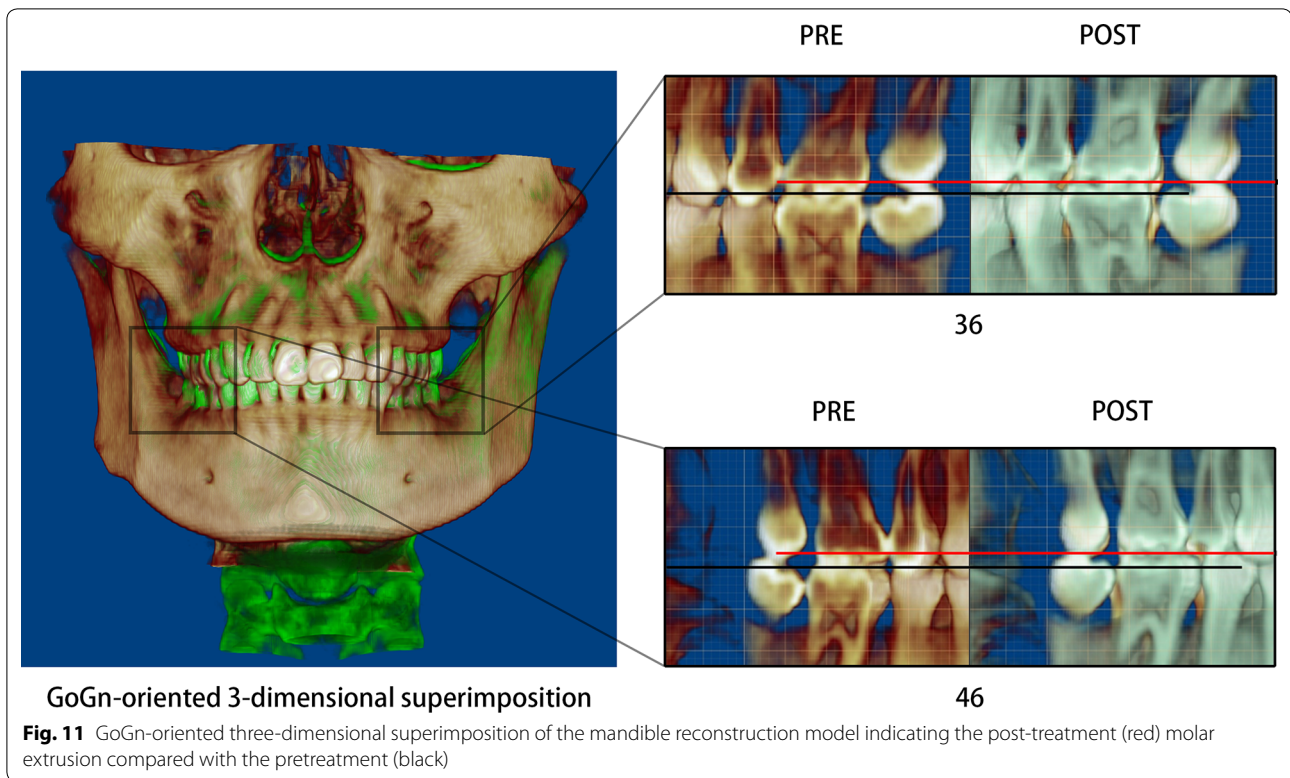 PRE POST
36
PRE POST
46
GoGn-oriented 3-dimensional superimposition
Fig. 11 GoGn-oriented three-dimensional superimposition of the mandible reconstruction model indicating the post-treatment (red) molar
extrusion compared with the pretreatment (black)